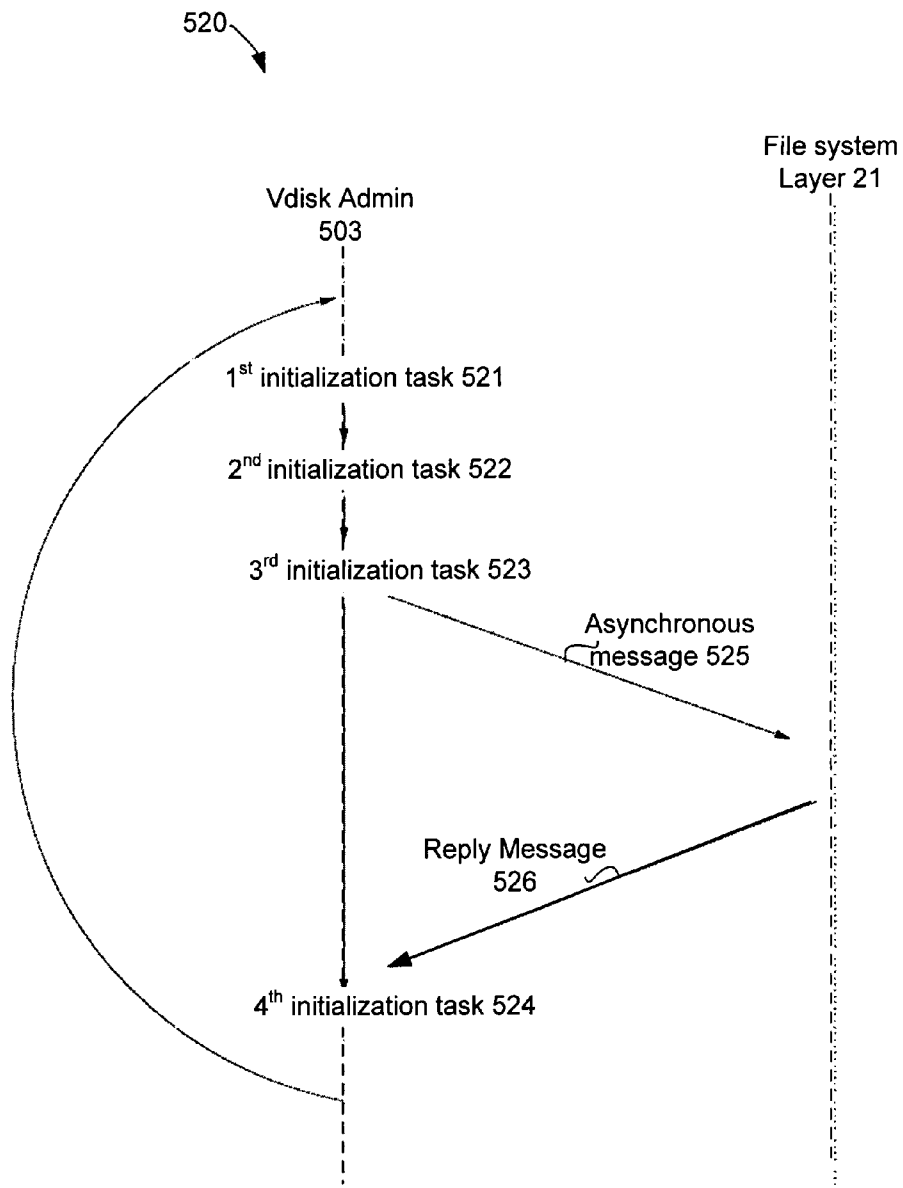 520
File system
Layer 21
Vdisk Admin
503
1st initialization task 521
2nd initialization task 522
3rd initialization task 523
Asynchronous
message 525
Reply Message
526
4th initialization task 524